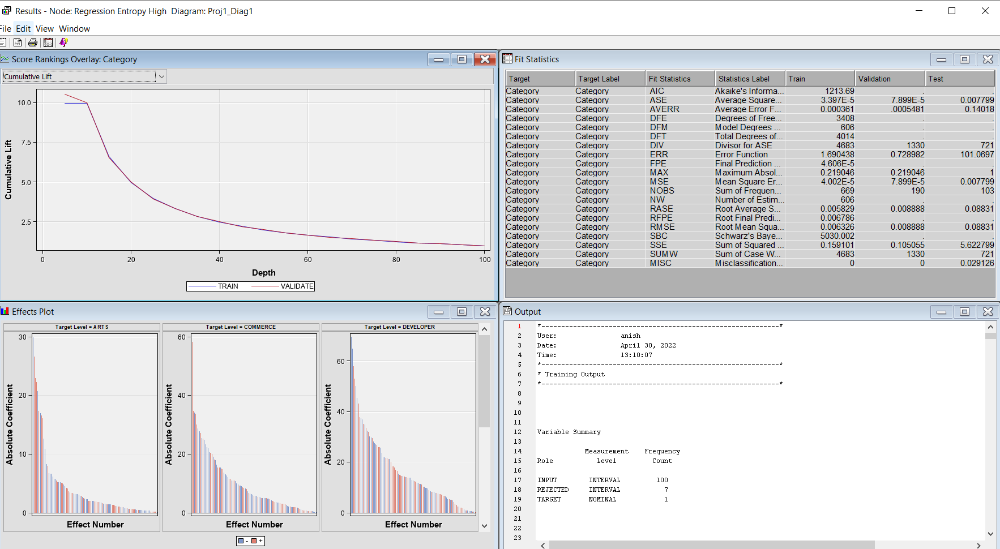 Results - Node: Regression Entropy High  Diagram: Proj1_Diag1
File Edit View Window
Score Rankings Overlay: Category
Cumulative Lift
10.0
7.5
5.0
2.5
Cumulative Lift
0 20 40 60 80 100
Depth
TRAIN VALIDATE
Fit Statistics
Target Target Label Fit Statistics Statistics Label Train Validation Test
Category Category AIC Akaike's Informa... 1213.69 . .
Category Category ASE Average Square... 3.397E-5 7.899E-5 0.007799
Category Category AVERR Average Error F... 0.000361 .0005481 0.14018
Category Category DFE Degrees of Free... 3408 . .
Category Category DFM Model Degrees ... 606 . .
Category Category DFT Total Degrees of... 4014 . .
Category Category DIV Divisor for ASE 4683 1330 721
Category Category ERR Error Function 1.690438 0.728982 101.0697
Category Category FPE Final Prediction ... 4.606E-5 . .
Category Category MAX Maximum Absol... 0.219046 0.219046 1
Category Category MSE Mean Square Er... 4.002E-5 7.899E-5 0.007799
Category Category NOBS Sum of Frequen... 669 190 103
Category Category NW Number of Estim... 606 . .
Category Category RASE Root Average S... 0.005829 0.008888 0.08831
Category Category RFPE Root Final Predi... 0.006786 . .
Category Category RMSE Root Mean Squa... 0.006326 0.008888 0.08831
Category Category SBC Schwarz's Baye... 5030.002 . .
Category Category SSE Sum of Squared ... 0.159101 0.105055 5.622799
Category Category SUMW Sum of Case W... 4683 1330 721
Category Category MISC Misclassification... 0 0 0.029126
Effects Plot
Target Level = ARTS
30
20
10
0
Absolute Coefficient
Effect Number
Target Level = COMMERCE
60
40
20
0
Absolute Coefficient
Effect Number
Target Level = DEVELOPER
60
40
20
0
Absolute Coefficient
Effect Number
- +
Output
1 *------------------------------------------------------------*
2 User: anish
3 Date: April 30, 2022
4 Time: 13:10:07
5 *------------------------------------------------------------*
6 * Training Output
7 *------------------------------------------------------------*
8
9
10
11
12 Variable Summary
13
14 Measurement Frequency
15 Role Level Count
16
17 INPUT INTERVAL 100
18 REJECTED INTERVAL 7
19 TARGET NOMINAL 1
20
21
22
23